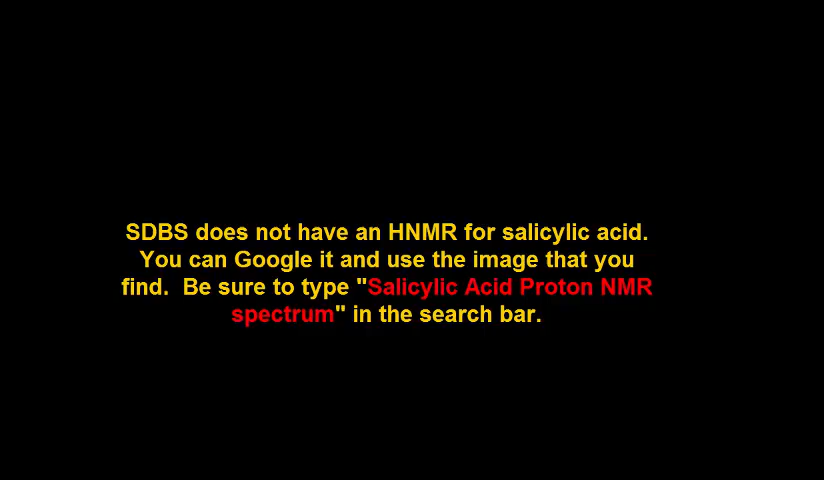 SDBS does not have an HNMR for salicylic acid.
You can Google it and use the image that you
find.  Be sure to type "Salicylic Acid Proton NMR
spectrum" in the search bar.